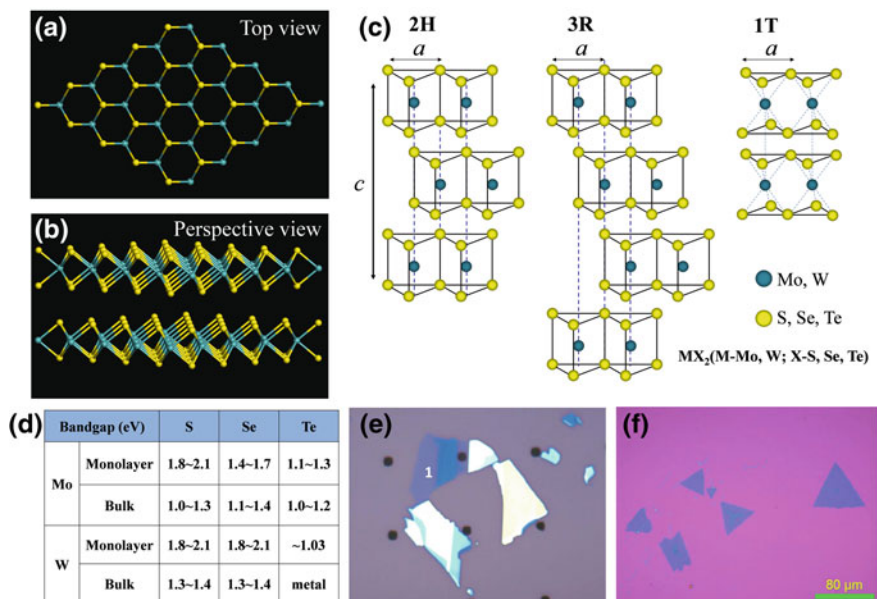 (a) Top view
(b) Perspective view
(c)
2H 3R 1T
a a a
c
Mo, W
S, Se, Te
MX₂(M-Mo, W; X-S, Se, Te)
(d)
Bandgap (eV) S Se Te
Mo
Monolayer 1.8~2.1 1.4~1.7 1.1~1.3
Bulk 1.0~1.3 1.1~1.4 1.0~1.2
W
Monolayer 1.8~2.1 1.8~2.1 ~1.03
Bulk 1.3~1.4 1.3~1.4 metal
(e)
1
(f)
80 μm